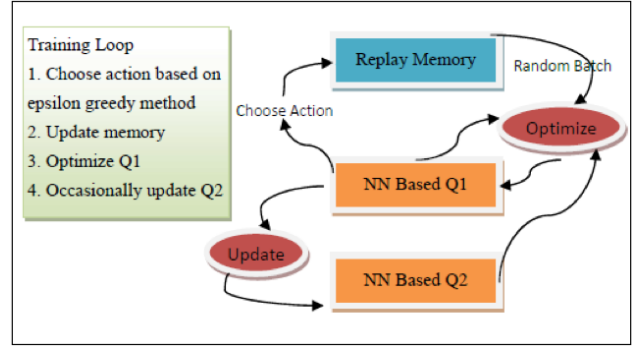 Training Loop
1. Choose action based on
epsilon greedy method
2. Update memory
3. Optimize Q1
4. Occasionally update Q2
Replay Memory
Random Batch
Choose Action
Optimize
NN Based Q1
Update
NN Based Q2